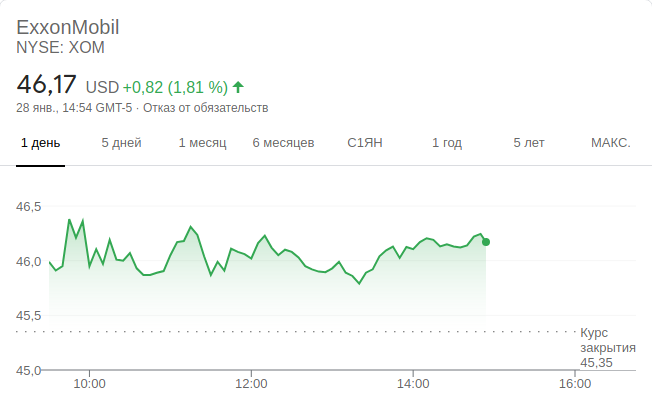 ExxonMobil
NYSE: XOM
46,17 USD +0,82 (1,81 %)
28 янв., 14:54 GMT-5 · Отказ от обязательств
1 день 5 дней 1 месяц 6 месяцев С1ЯН 1 год 5 лет МАКС.
46,5
46,0
45,5
Курс
закрытия
45,35
45,0
10:00 12:00 14:00 16:00